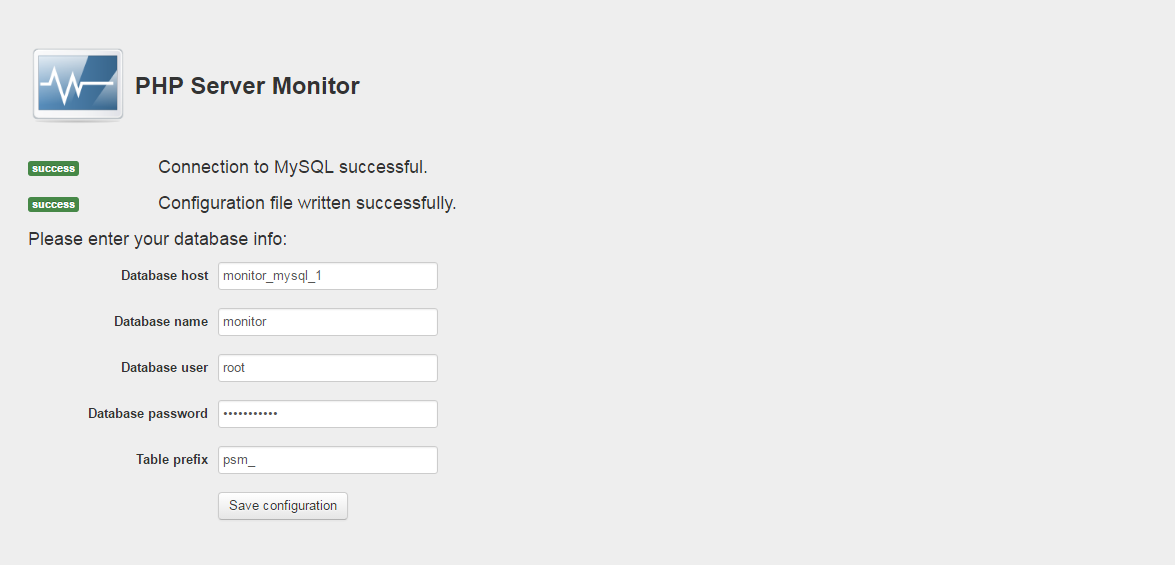 PHP Server Monitor
success Connection to MySQL successful.
success Configuration file written successfully.
Please enter your database info:
Database host monitor_mysql_1
Database name monitor
Database user root
Database password •••••••••••
Table prefix psm_
Save configuration